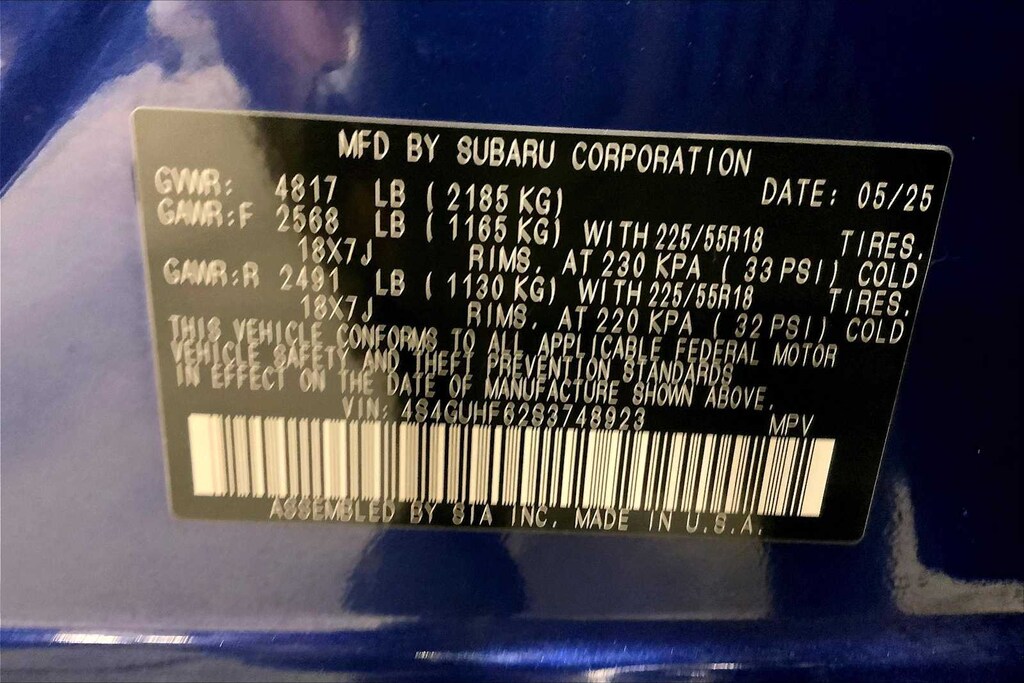 MFD BY SUBARU CORPORATION
GVWR: 4817 LB ( 2185 KG) DATE: 05/25
GAWR:F 2568 LB ( 1165 KG) WITH 225/55R18 TIRES,
18X7J RIMS, AT 230 KPA ( 33 PSI) COLD
GAWR:R 2491 LB ( 1130 KG) WITH 225/55R18 TIRES,
18X7J RIMS, AT 220 KPA ( 32 PSI) COLD
THIS VEHICLE CONFORMS TO ALL APPLICABLE FEDERAL MOTOR
VEHICLE SAFETY AND THEFT PREVENTION STANDARDS
IN EFFECT ON THE DATE OF MANUFACTURE SHOWN ABOVE.
VIN: 4S4GUHF62S3748923 MPV
ASSEMBLED BY SIA INC. MADE IN U.S.A.